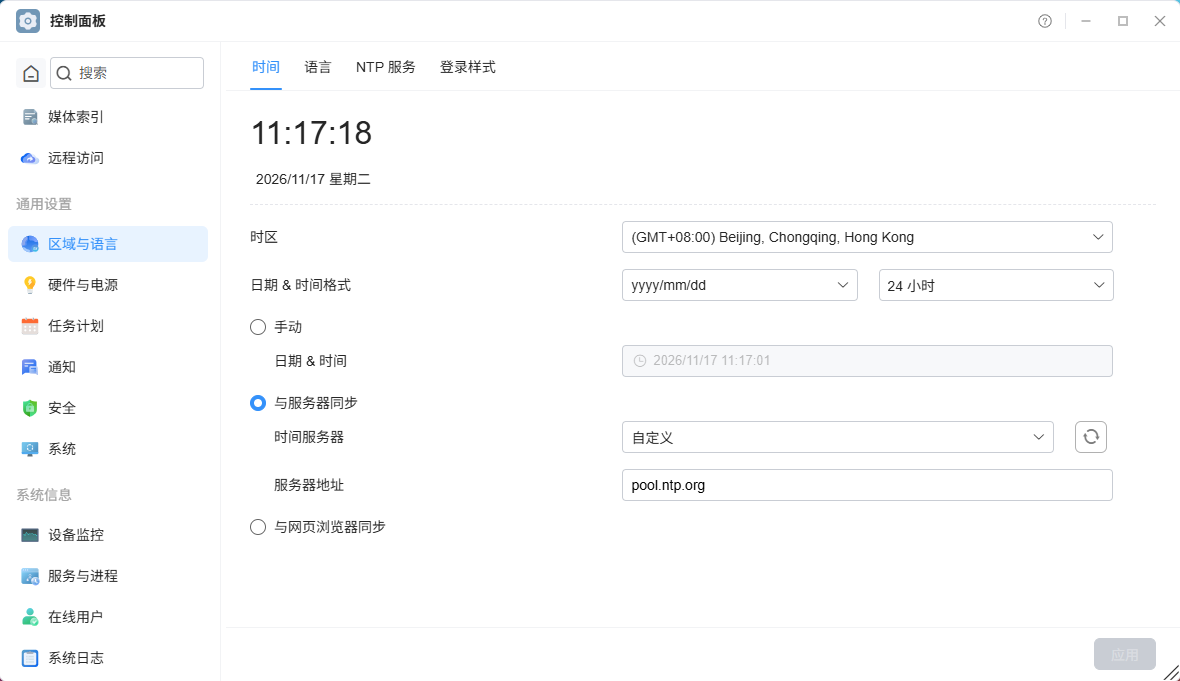 控制面板
搜索
时间 语言 NTP 服务 登录样式
媒体索引
远程访问
通用设置
区域与语言
硬件与电源
任务计划
通知
安全
系统
系统信息
设备监控
服务与进程
在线用户
系统日志
11:17:18
2026/11/17 星期二
时区 (GMT+08:00) Beijing, Chongqing, Hong Kong
日期 & 时间格式 yyyy/mm/dd 24 小时
手动
日期 & 时间 2026/11/17 11:17:01
与服务器同步
时间服务器 自定义
服务器地址 pool.ntp.org
与网页浏览器同步
应用